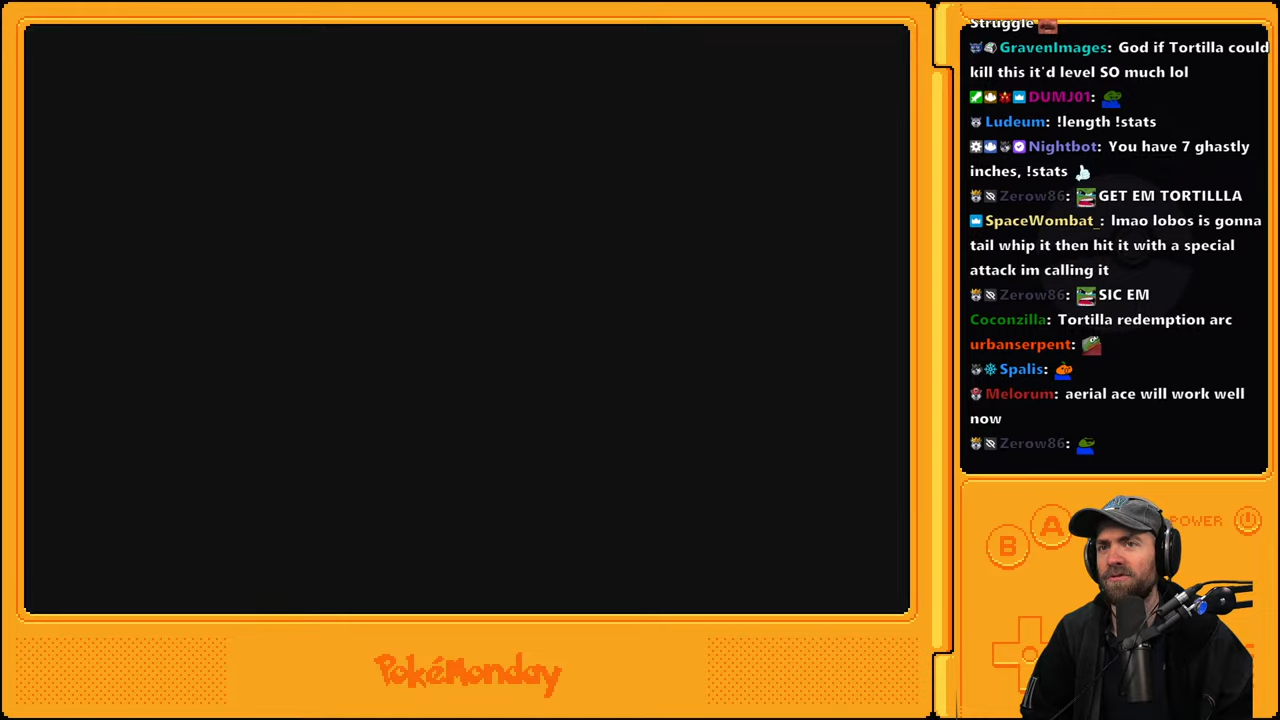 Struggle
GravenImages: God if Tortilla could
kill this it'd level SO much lol
DUMJ01:
Ludeum: !length !stats
Nightbot: You have 7 ghastly
inches, !stats
Zerow86: GET EM TORTILLLA
SpaceWombat_: lmao lobos is gonna
tail whip it then hit it with a special
attack im calling it
Zerow86: SIC EM
Coconzilla: Tortilla redemption arc
urbanserpent:
Spalis:
Melorum: aerial ace will work well
now
Zerow86:
B A POWER
PokéMonday